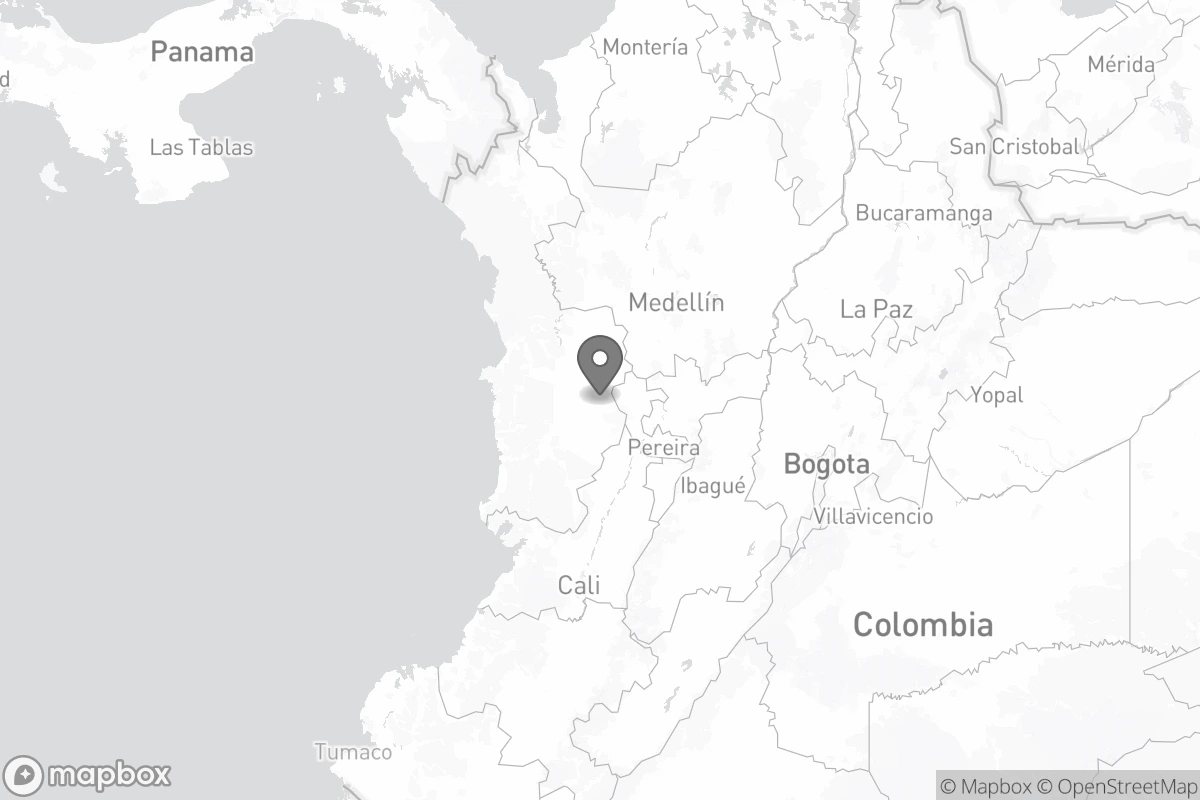 Montería
Panama
Mérida
d
Las Tablas
San Cristobal
Bucaramanga
Medellín
La Paz
Yopal
Pereira
Bogota
Ibagué
Villavicencio
Cali
Colombia
Tumaco
mapbox
© Mapbox © OpenStreetMap